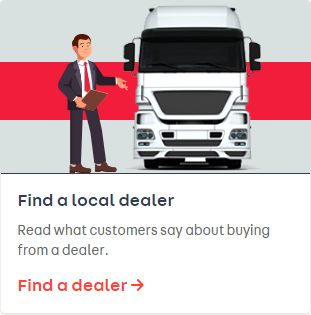 Find a local dealer
Read what customers say about buying
from a dealer.
Find a dealer →